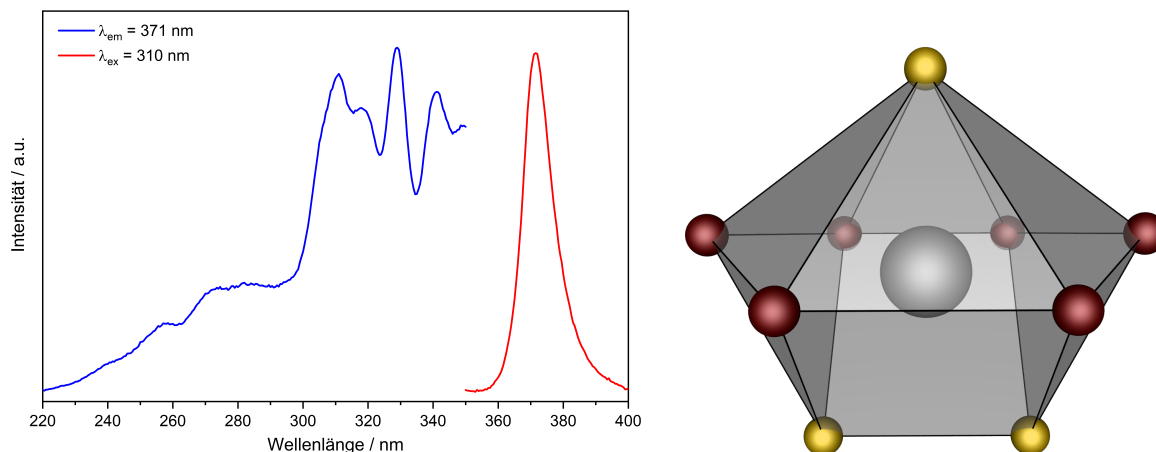 λem = 371 nm
λex = 310 nm
Intensität / a.u.
220 240 260 280 300 320 340 360 380 400
Wellenlänge / nm